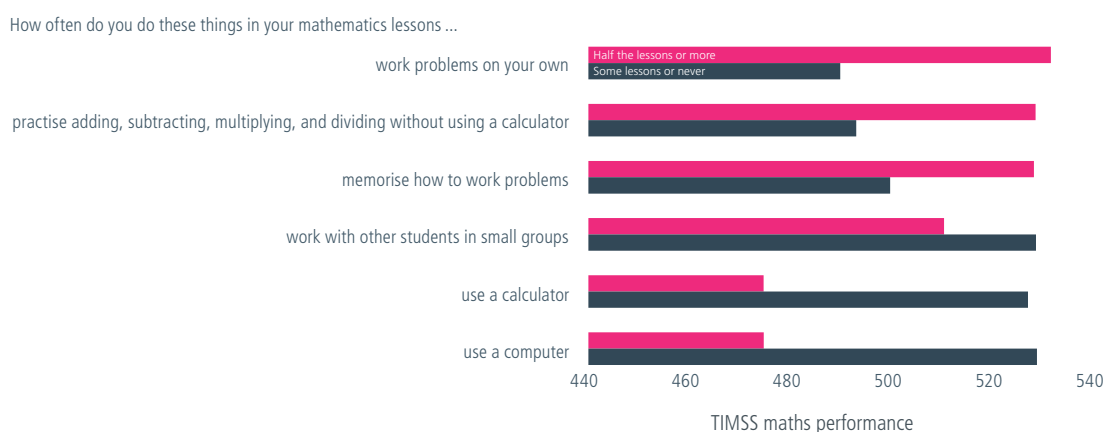 How often do you do these things in your mathematics lessons ...
work problems on your own
Half the lessons or more
Some lessons or never
practise adding, subtracting, multiplying, and dividing without using a calculator
memorise how to work problems
work with other students in small groups
use a calculator
use a computer
440 460 480 500 520 540
TIMSS maths performance